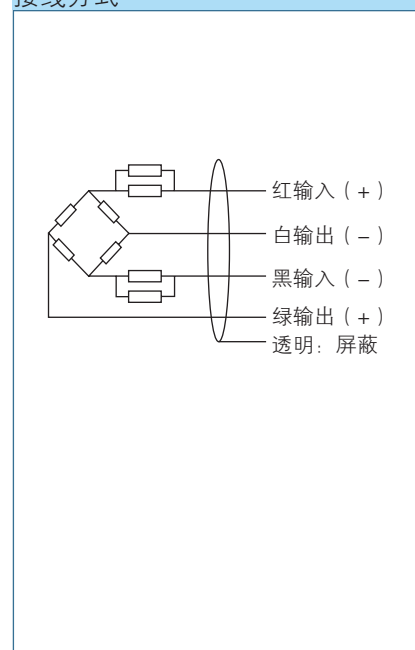 接线方式
红输入（+）
白输出（−）
黑输入（−）
绿输出（+）
透明：屏蔽